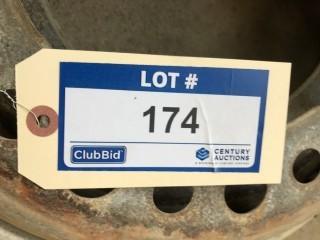 LOT #
174
ClubBid
CENTURY
AUCTIONS